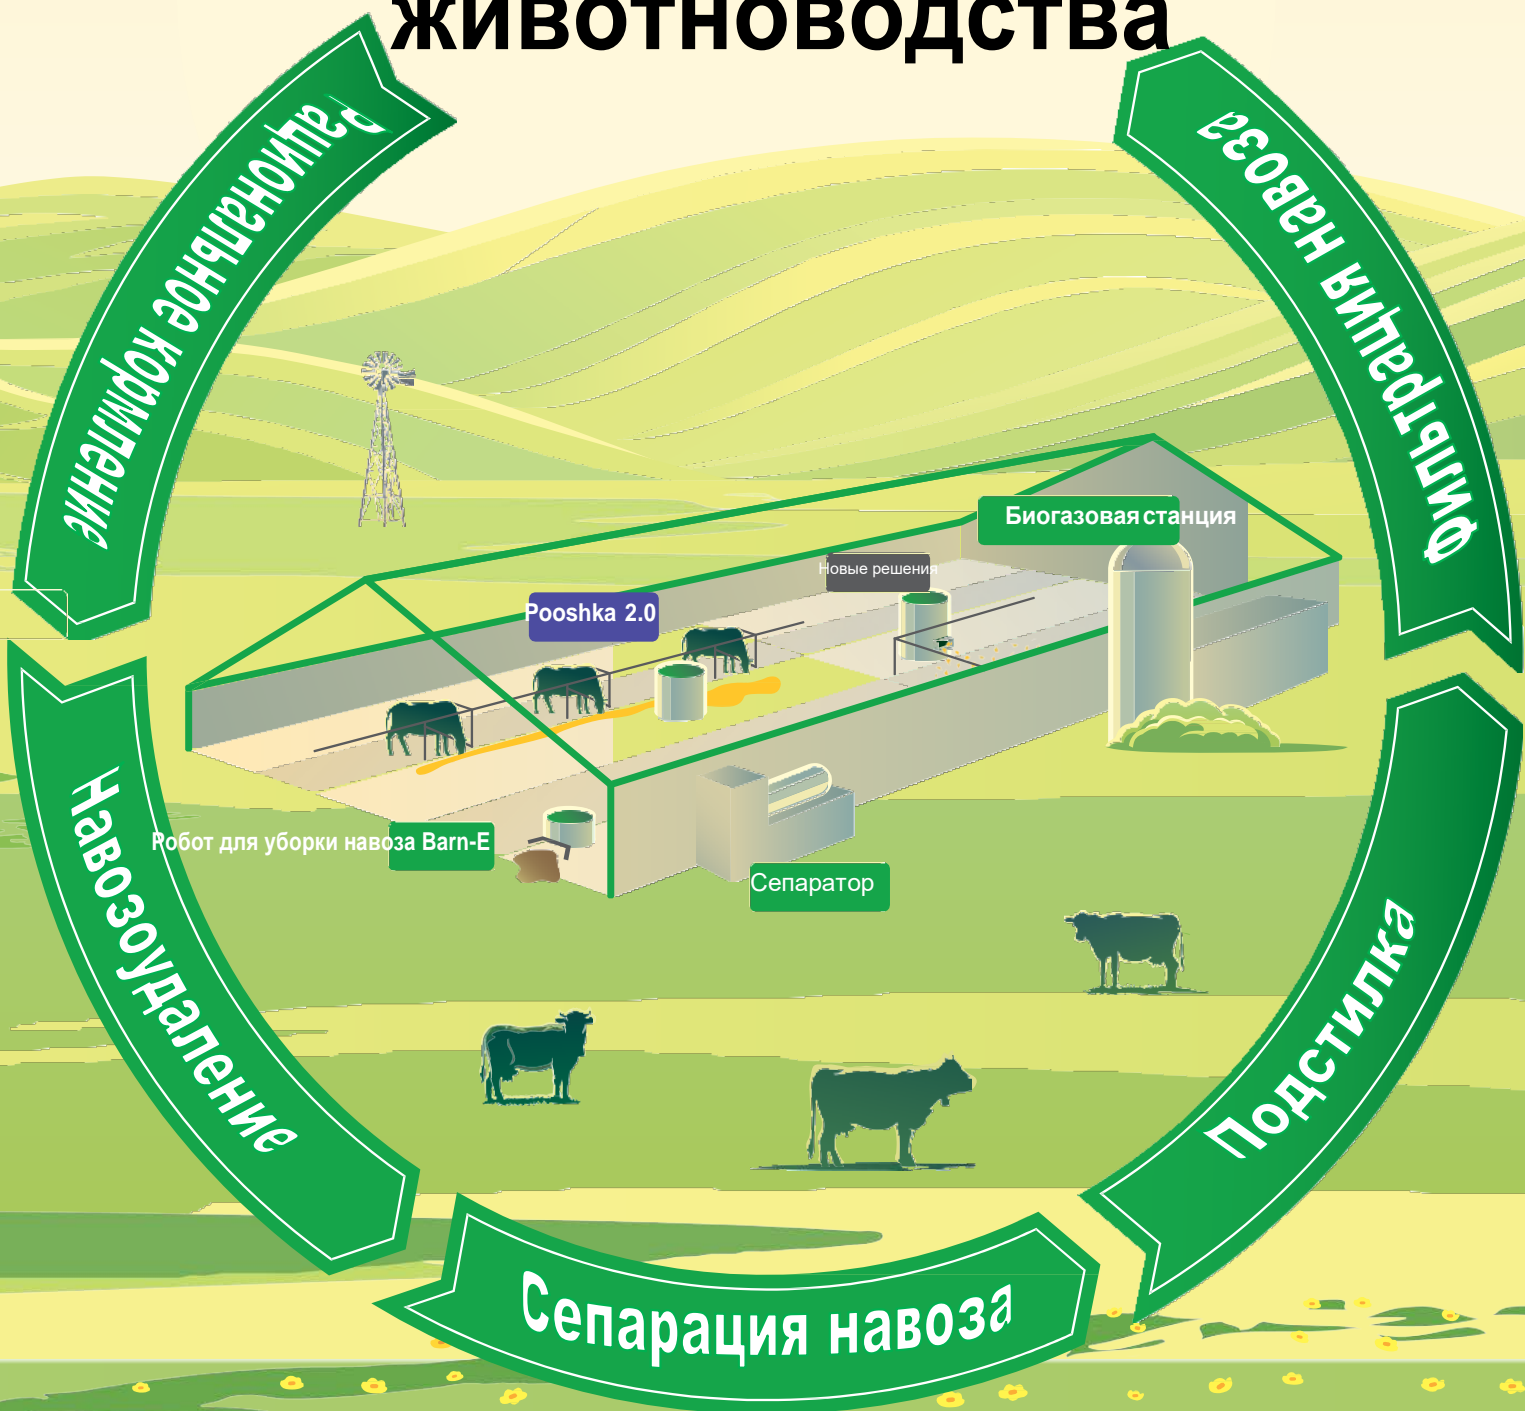 животноводства
Рациональное кормление
Фильтрация навоза
Биогазовая станция
Новые решения
Pooshka 2.0
Робот для уборки навоза Barn-E
Сепаратор
Навозоудаление
Подстилка
Сепарация навоза